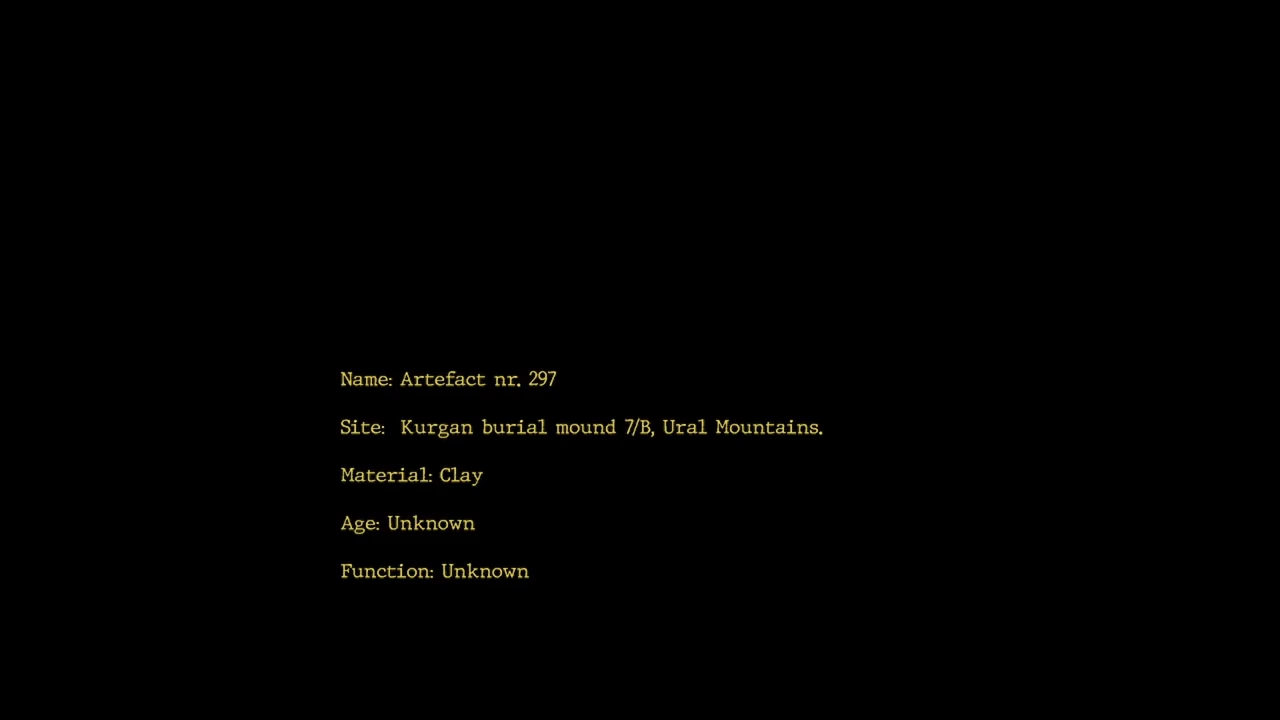 Name: Artefact nr. 297
Site: Kurgan burial mound 7/B, Ural Mountains.
Material: Clay
Age: Unknown
Function: Unknown